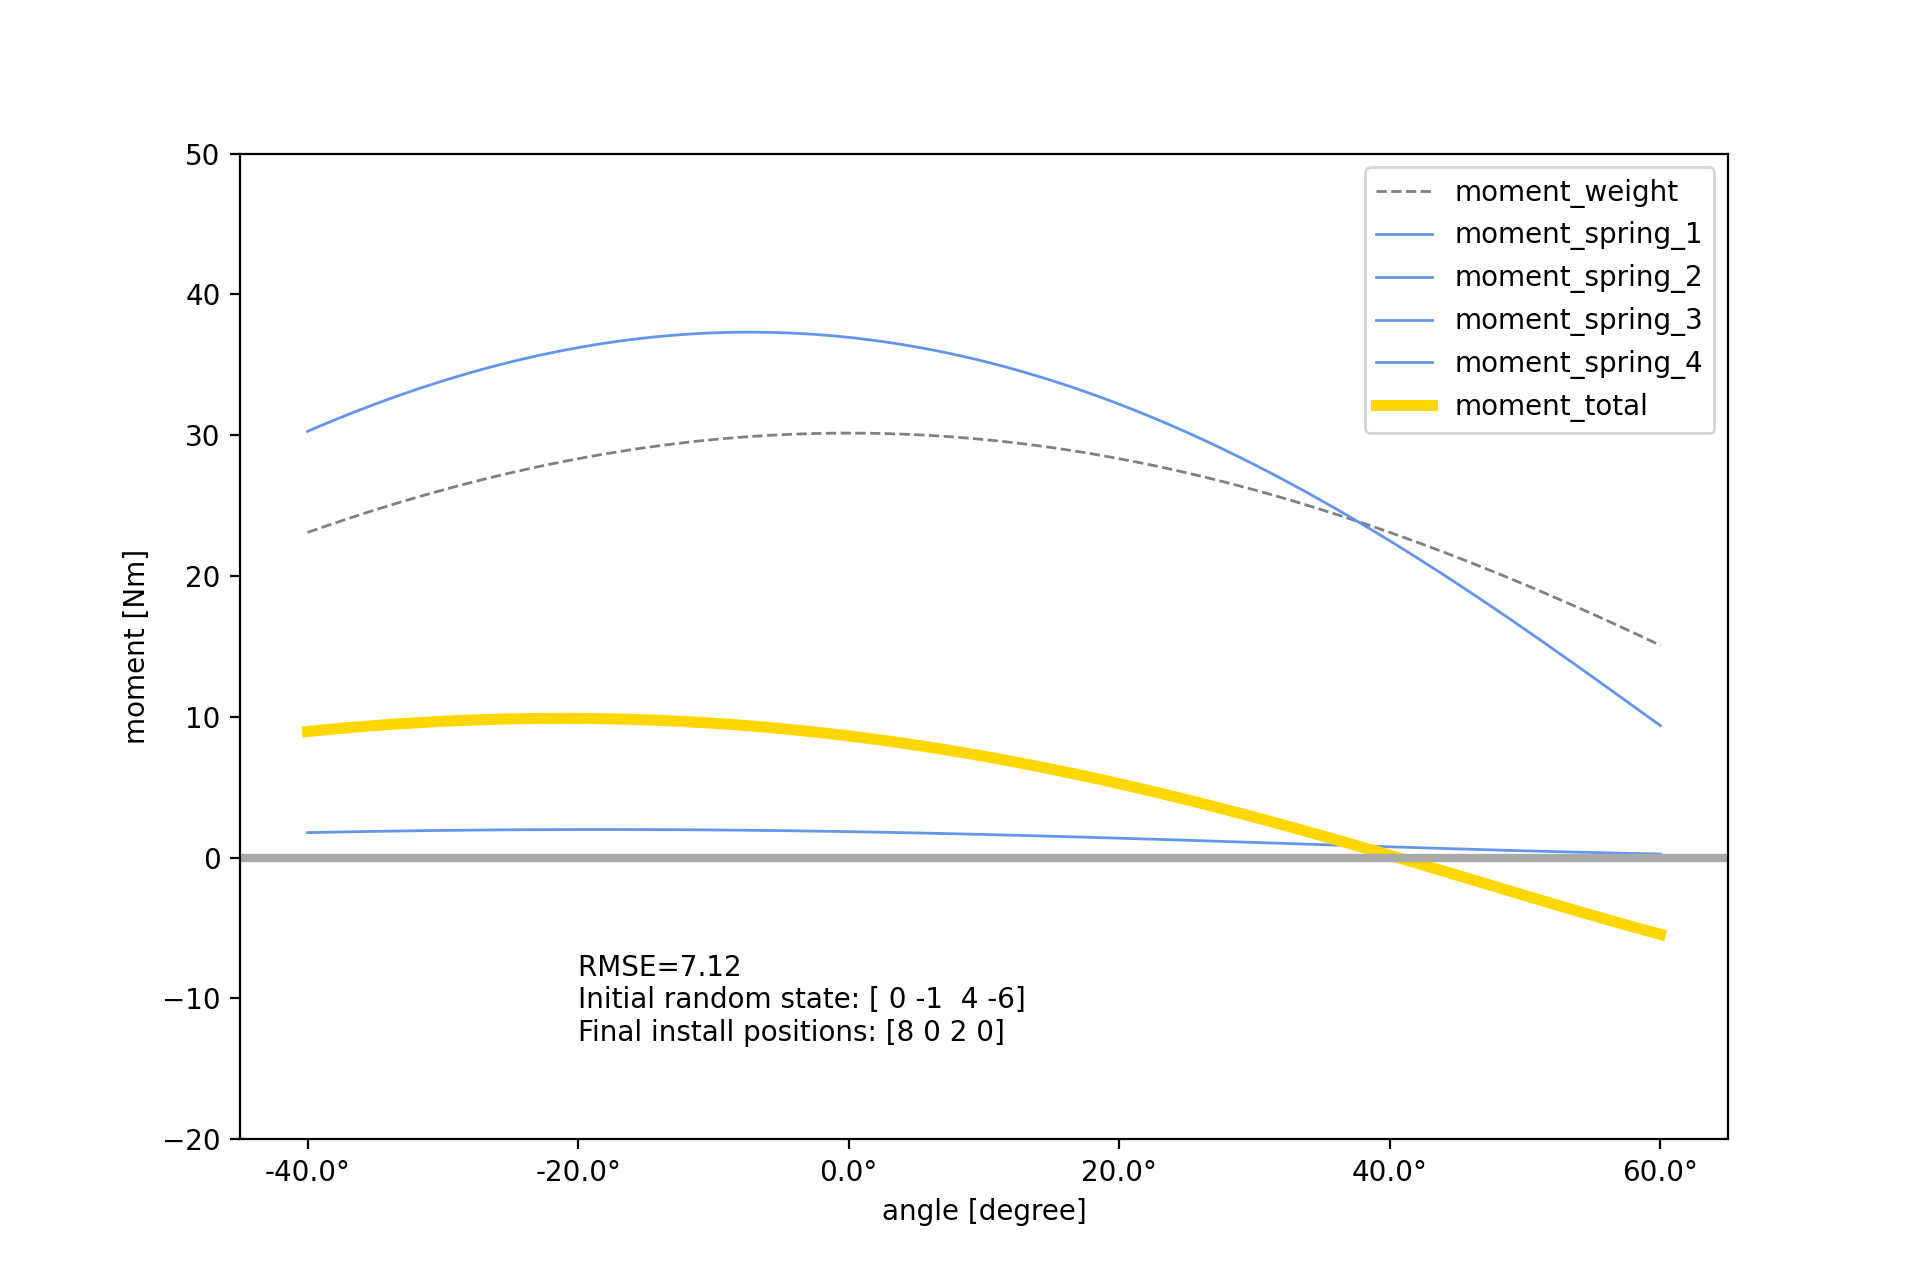 50
40
30
20
10
0
−10
−20
moment [Nm]
moment_weight
moment_spring_1
moment_spring_2
moment_spring_3
moment_spring_4
moment_total
RMSE=7.12
Initial random state: [ 0 -1  4 -6]
Final install positions: [8 0 2 0]
-40.0° -20.0° 0.0° 20.0° 40.0° 60.0°
angle [degree]